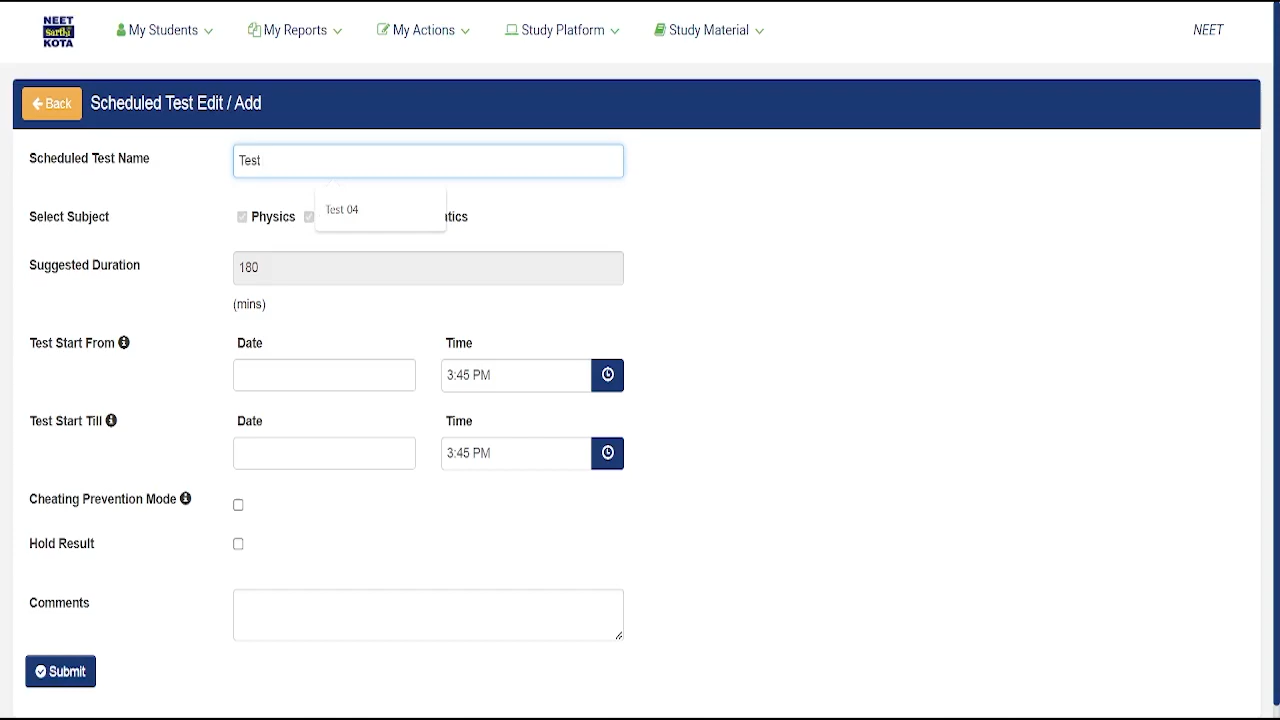 NEET
sarthi
KOTA
My Students
My Reports
My Actions
Study Platform
Study Material
NEET
Back
Scheduled Test Edit / Add
Scheduled Test Name
Test
Test 04
Select Subject
Physics
tics
Suggested Duration
180
(mins)
Test Start From
Date
Time
3:45 PM
Test Start Till
Date
Time
3:45 PM
Cheating Prevention Mode
Hold Result
Comments
Submit